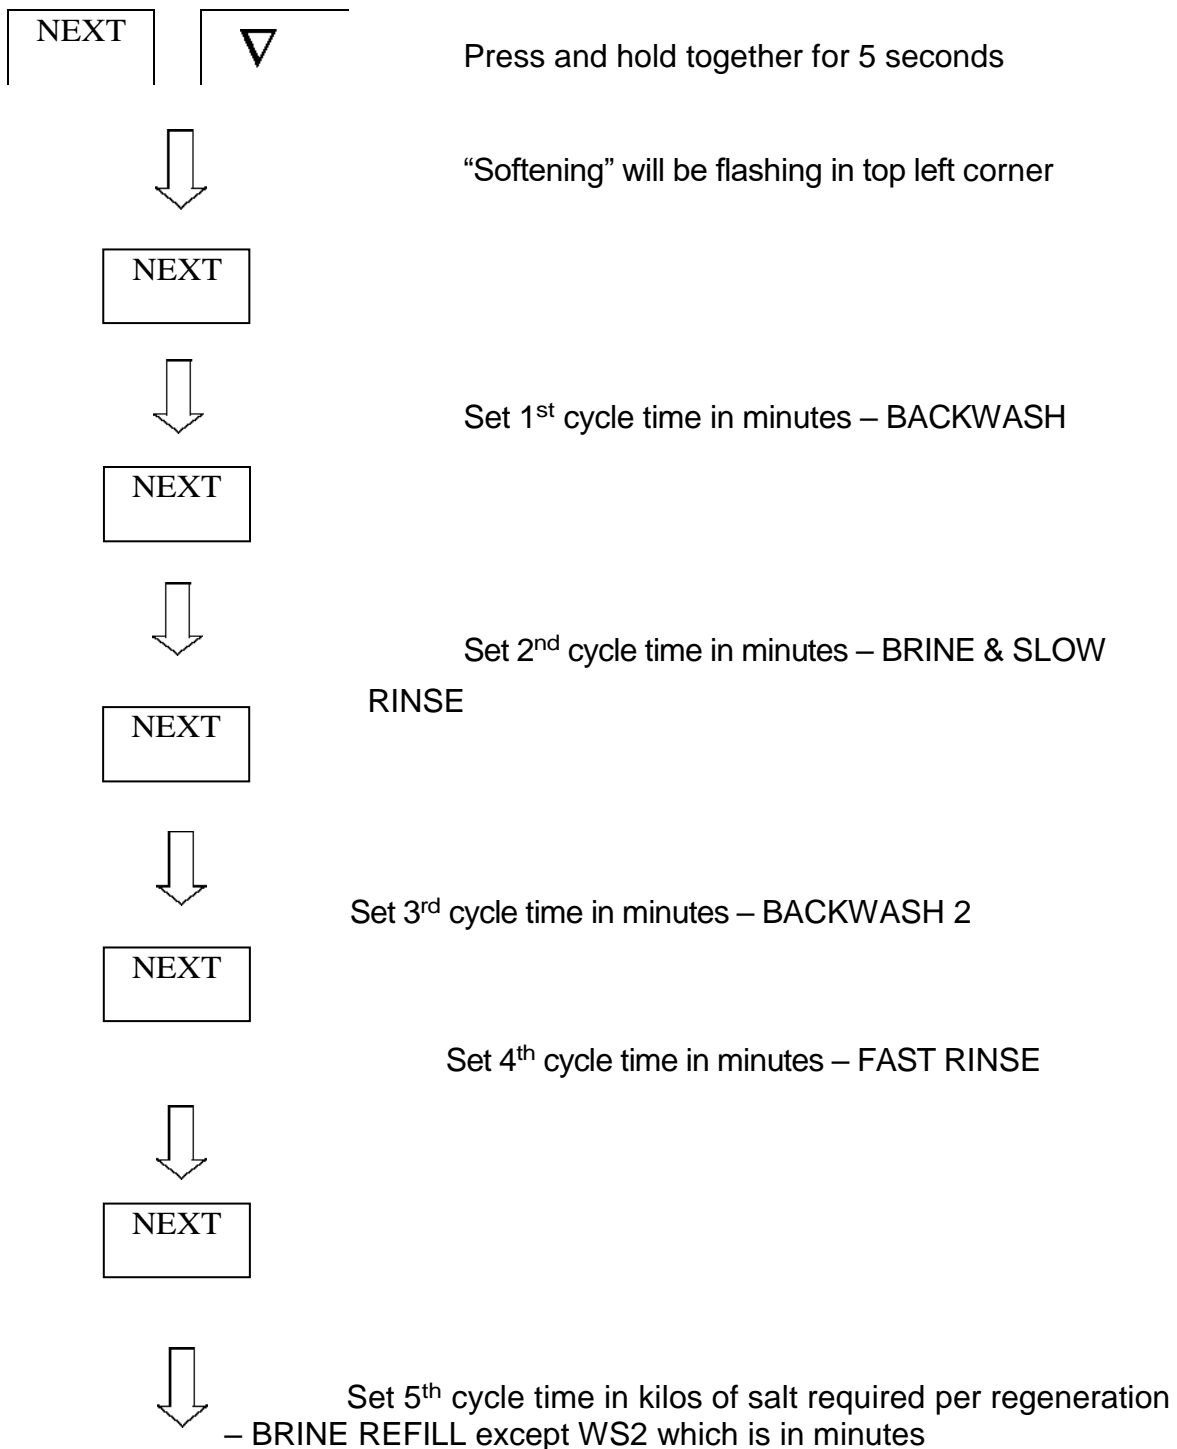 NEXT
Press and hold together for 5 seconds
“Softening” will be flashing in top left corner
NEXT
Set 1st cycle time in minutes – BACKWASH
NEXT
Set 2nd cycle time in minutes – BRINE & SLOW
RINSE
NEXT
Set 3rd cycle time in minutes – BACKWASH 2
NEXT
Set 4th cycle time in minutes – FAST RINSE
NEXT
Set 5th cycle time in kilos of salt required per regeneration
– BRINE REFILL except WS2 which is in minutes